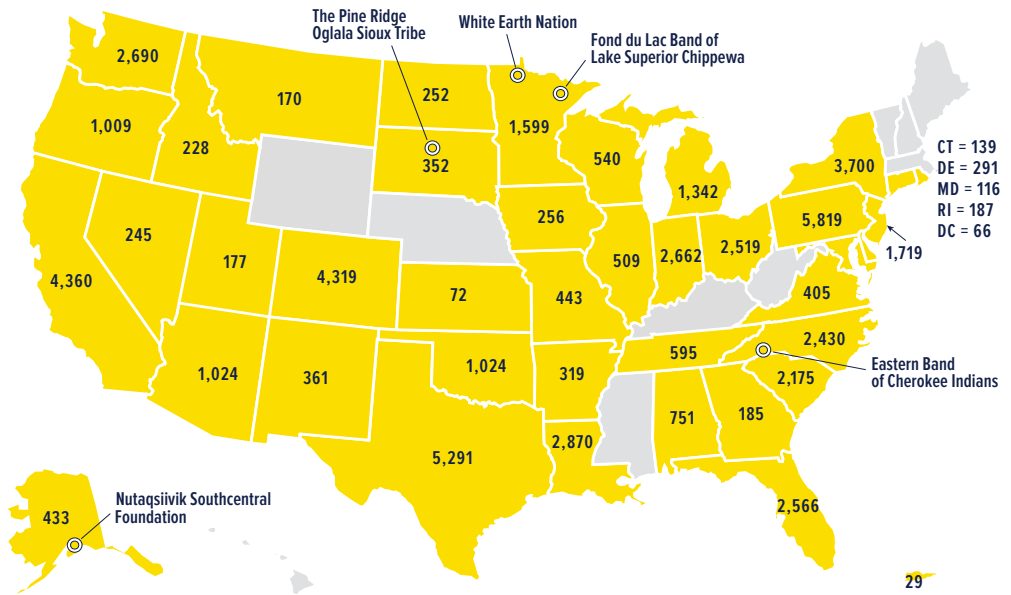 The Pine Ridge
Oglala Sioux Tribe
White Earth Nation
Fond du Lac Band of
Lake Superior Chippewa
2,690
170
252
1,599
1,009
228
352
540
1,342
3,700
CT = 139
DE = 291
MD = 116
RI = 187
DC = 66
1,719
5,819
256
245
177
4,319
4,360
72
443
509
2,662
2,519
405
2,430
595
Eastern Band
of Cherokee Indians
1,024
361
1,024
319
2,175
751
185
2,870
5,291
2,566
Nutaqsiivik Southcentral
Foundation
433
29